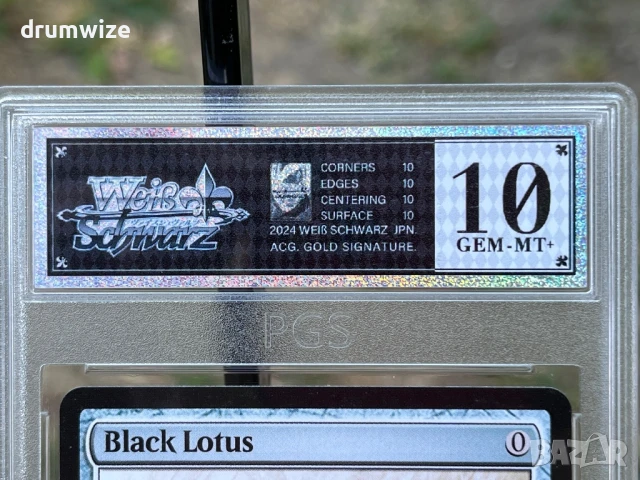 drumwize
Weiß
Schwarz
CORNERS 10
EDGES 10
CENTERING 10
SURFACE 10
2024 WEIß SCHWARZ JPN.
ACG. GOLD SIGNATURE.
10
GEM-MT+
PGS
Black Lotus 0
BAZAR